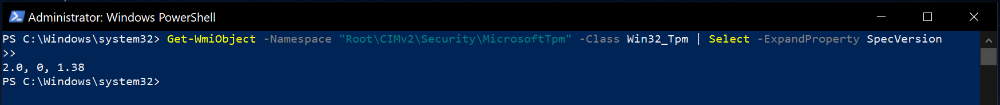 Administrator: Windows PowerShell
PS C:\Windows\system32> Get-WmiObject -Namespace "Root\CIMv2\Security\MicrosoftTpm" -Class Win32_Tpm | Select -ExpandProperty SpecVersion
>>
2.0, 0, 1.38
PS C:\Windows\system32>